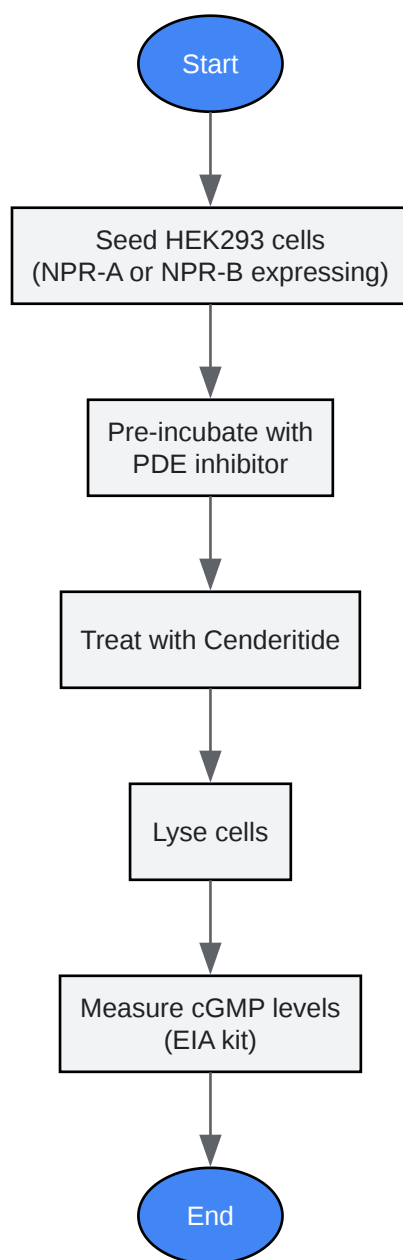 Start
Seed HEK293 cells
(NPR-A or NPR-B expressing)
Pre-incubate with
PDE inhibitor
Treat with Cenderitide
Lyse cells
Measure cGMP levels
(EIA kit)
End